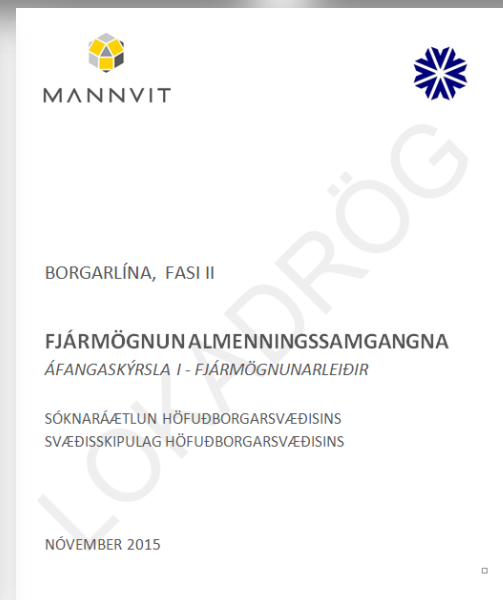 MANNVIT
BORGARLÍNA, FASI II
FJÁRMÖGNUN ALMENNINGSSAMGANGNA
ÁFANGASKÝRSLA I - FJÁRMÖGNUNARLEIÐIR
SÓKNARÁÆTLUN HÖFUÐBORGARSVÆÐISINS
SVÆÐISSKIPULAG HÖFUÐBORGARSVÆÐISINS
NÓVEMBER 2015
LOKADRÖG